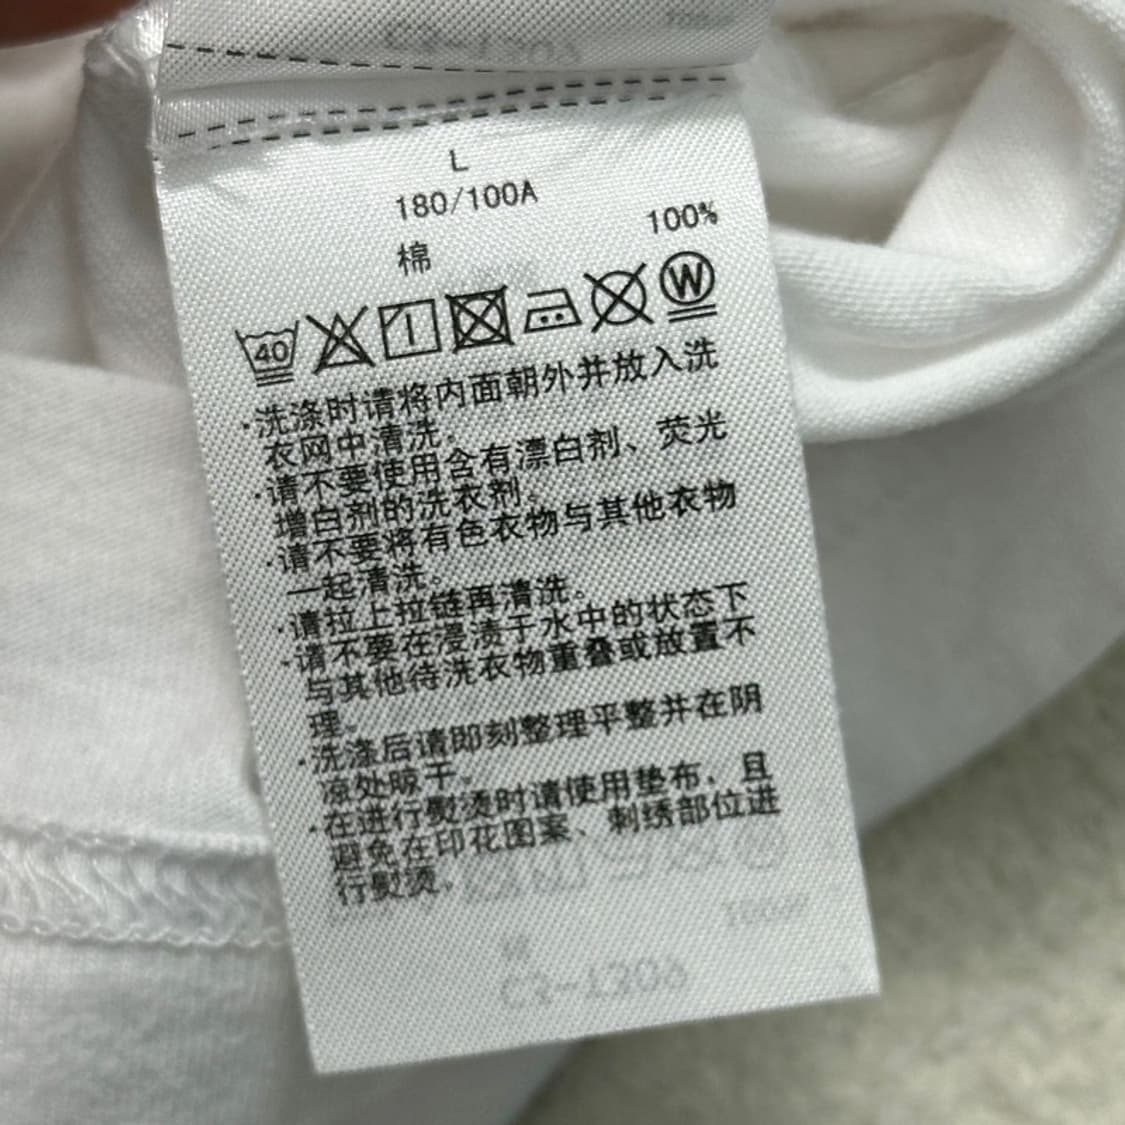 L
180/100A
棉 100%
40 W
·洗涤时请将内面朝外并放入洗
衣网中清洗。
·请不要使用含有漂白剂、荧光
增白剂的洗衣剂。
·请不要将有色衣物与其他衣物
一起清洗。
·请拉上拉链再清洗。
·请不要在浸渍于水中的状态下
与其他待洗衣物重叠或放置不
理。
·洗涤后请即刻整理平整并在阴
凉处晾干。
·在进行熨烫时请使用垫布，且
避免在印花图案、刺绣部位进
行熨烫。